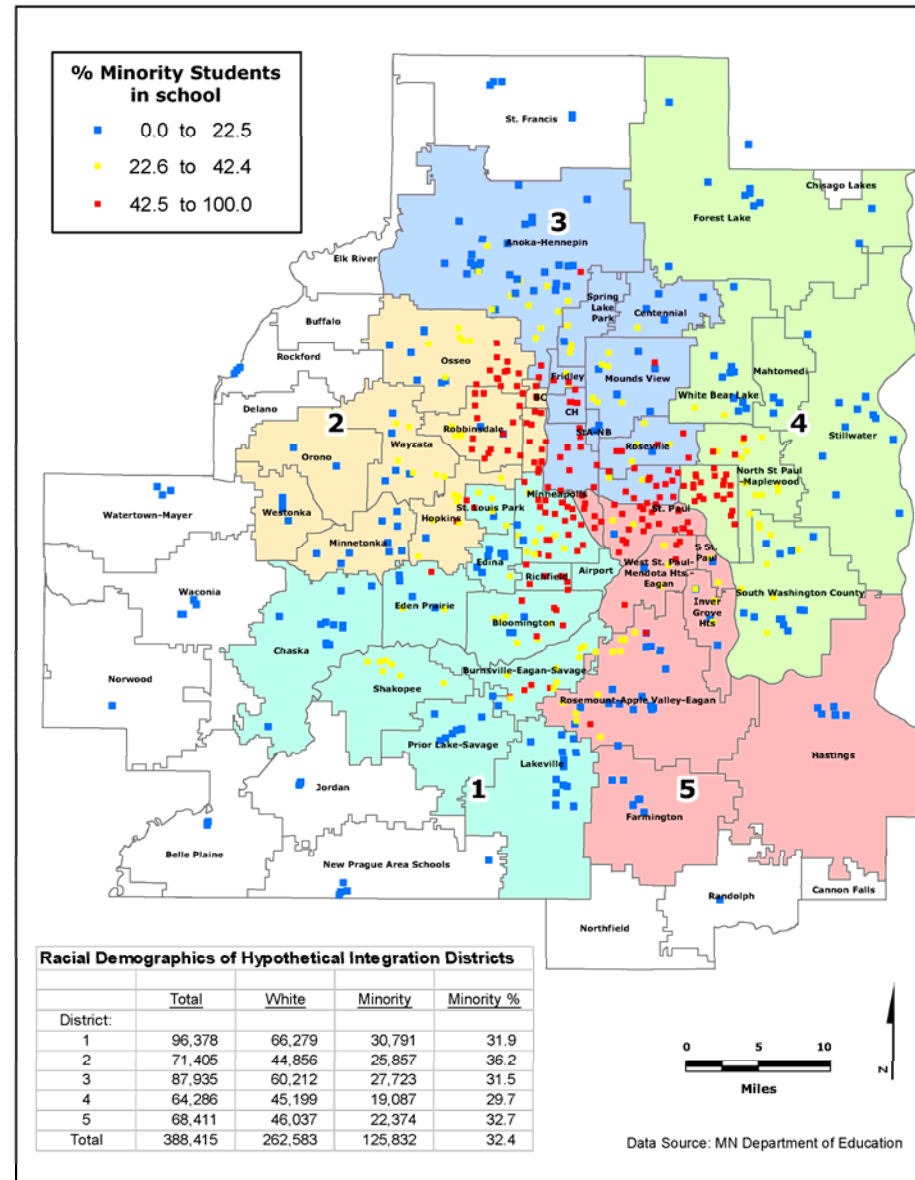 % Minority Students
in school
0.0 to 22.5
22.6 to 42.4
42.5 to 100.0
St. Francis
Chisago Lakes
Forest Lake
3
Anoka-Hennepin
Elk River
Spring
Lake
Park
Centennial
Buffalo
Rockford
Osseo
Fridley
Mounds View
Mahtomedi
BC
White Bear Lake
Delano
CH
2
4
Robbinsdale
StA-NB
Wayzata
Roseville
Stillwater
Orono
North St Paul
-Maplewood
Minneapolis
Watertown-Mayer
Westonka
St. Louis Park
St. Paul
Hopkins
Minnetonka
S St.
Paul
Edina
West St. Paul-
Mendota Hts.-
Eagan
Airport
Richfield
Waconia
Eden Prairie
South Washington County
Inver
Grove
Hts
Bloomington
Chaska
Norwood
Burnsville-Eagan-Savage
Shakopee
Rosemount-Apple Valley-Eagan
Prior Lake-Savage
Hastings
Lakeville
Jordan
1
5
Farmington
Belle Plaine
New Prague Area Schools
Cannon Falls
Randolph
Northfield
Racial Demographics of Hypothetical Integration Districts
Total White Minority Minority %
District:
1 96,378 66,279 30,791 31.9
2 71,405 44,856 25,857 36.2
3 87,935 60,212 27,723 31.5
4 64,286 45,199 19,087 29.7
5 68,411 46,037 22,374 32.7
Total 388,415 262,583 125,832 32.4
0 5 10
Miles
N
Data Source: MN Department of Education